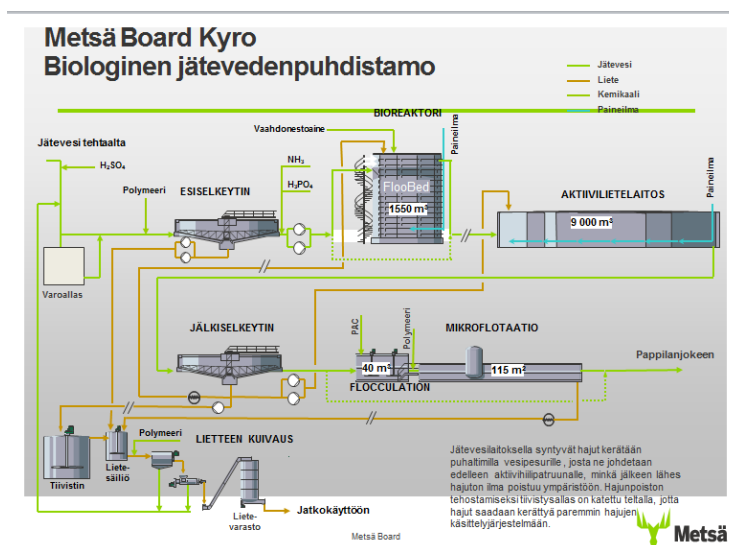 Metsä Board Kyro
Biologinen jätevedenpuhdistamo
Jätevesi
Liete
Kemikaali
Paineilma
BIOREAKTORI
Vaahdonestoaine
Paineilma
Jätevesi tehtaalta
H₂SO₄
NH₃
H₃PO₄
Polymeeri
ESISELKEYTIN
FlooBed
1550 m³
AKTIIVILIETELAITOS
Paineilma
9 000 m³
Varoallas
JÄLKISELKEYTIN
PAC
Polymeeri
MIKROFLOTAATIO
40 m³
115 m³
Pappilanjokeen
FLOCCULATION
Polymeeri
LIETTEEN KUIVAUS
Tiivistin
Liete-
säiliö
Liete-
varasto
Jatkokäyttöön
Jätevesilaitoksella syntyvät hajut kerätään
puhaltimilla vesipesurille , josta ne johdetaan
edelleen aktiivihiilipatruunalle, minkä jälkeen lähes
hajuton ilma poistuu ympäristöön. Hajunpoiston
tehostamiseksi tiivistysallas on katettu teltalla, jotta
hajut saadaan kerättyä paremmin hajujen
käsittelyjärjestelmään.
Metsä Board
Metsä